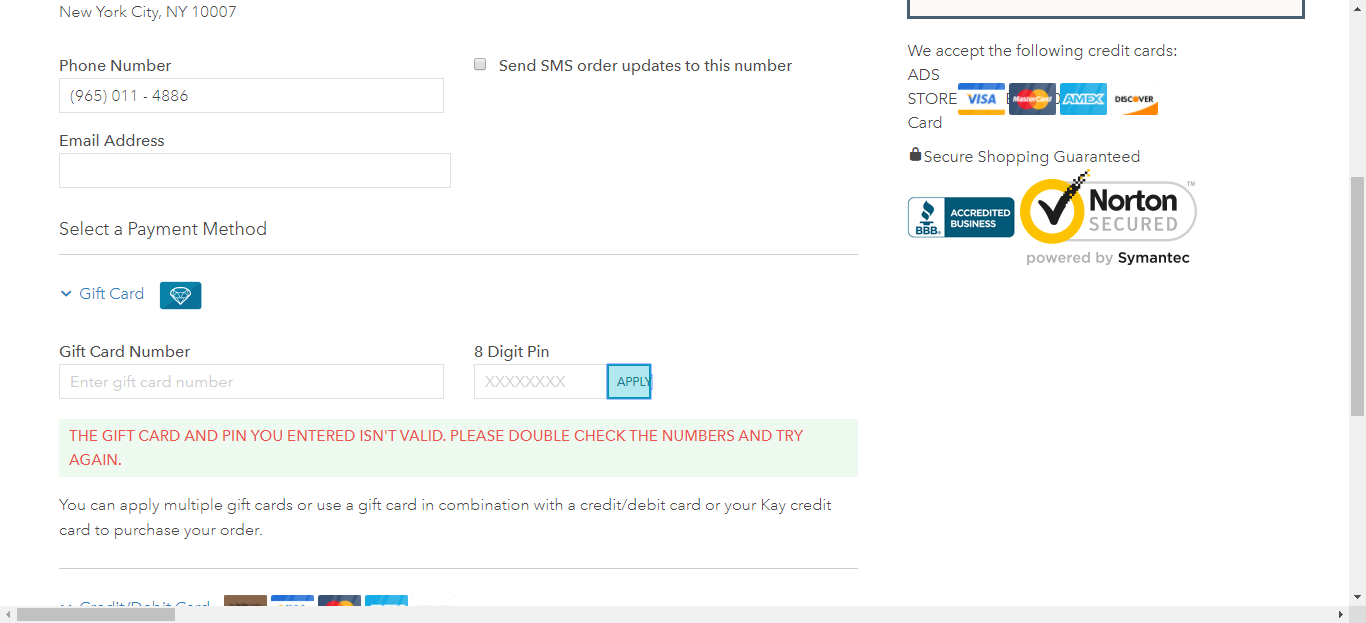 New York City, NY 10007
Phone Number
Send SMS order updates to this number
(965) 011 - 4886
Email Address
Select a Payment Method
Gift Card
Gift Card Number
8 Digit Pin
Enter gift card number
XXXXXXXX
APPLY
THE GIFT CARD AND PIN YOU ENTERED ISN'T VALID. PLEASE DOUBLE CHECK THE NUMBERS AND TRY
AGAIN.
You can apply multiple gift cards or use a gift card in combination with a credit/debit card or your Kay credit
card to purchase your order.
Credit/Debit Card
We accept the following credit cards:
ADS
STORE VISA MasterCard AMEX DISCOVER
Card
Secure Shopping Guaranteed
BBB. ACCREDITED
BUSINESS
Norton
SECURED
TM
powered by Symantec